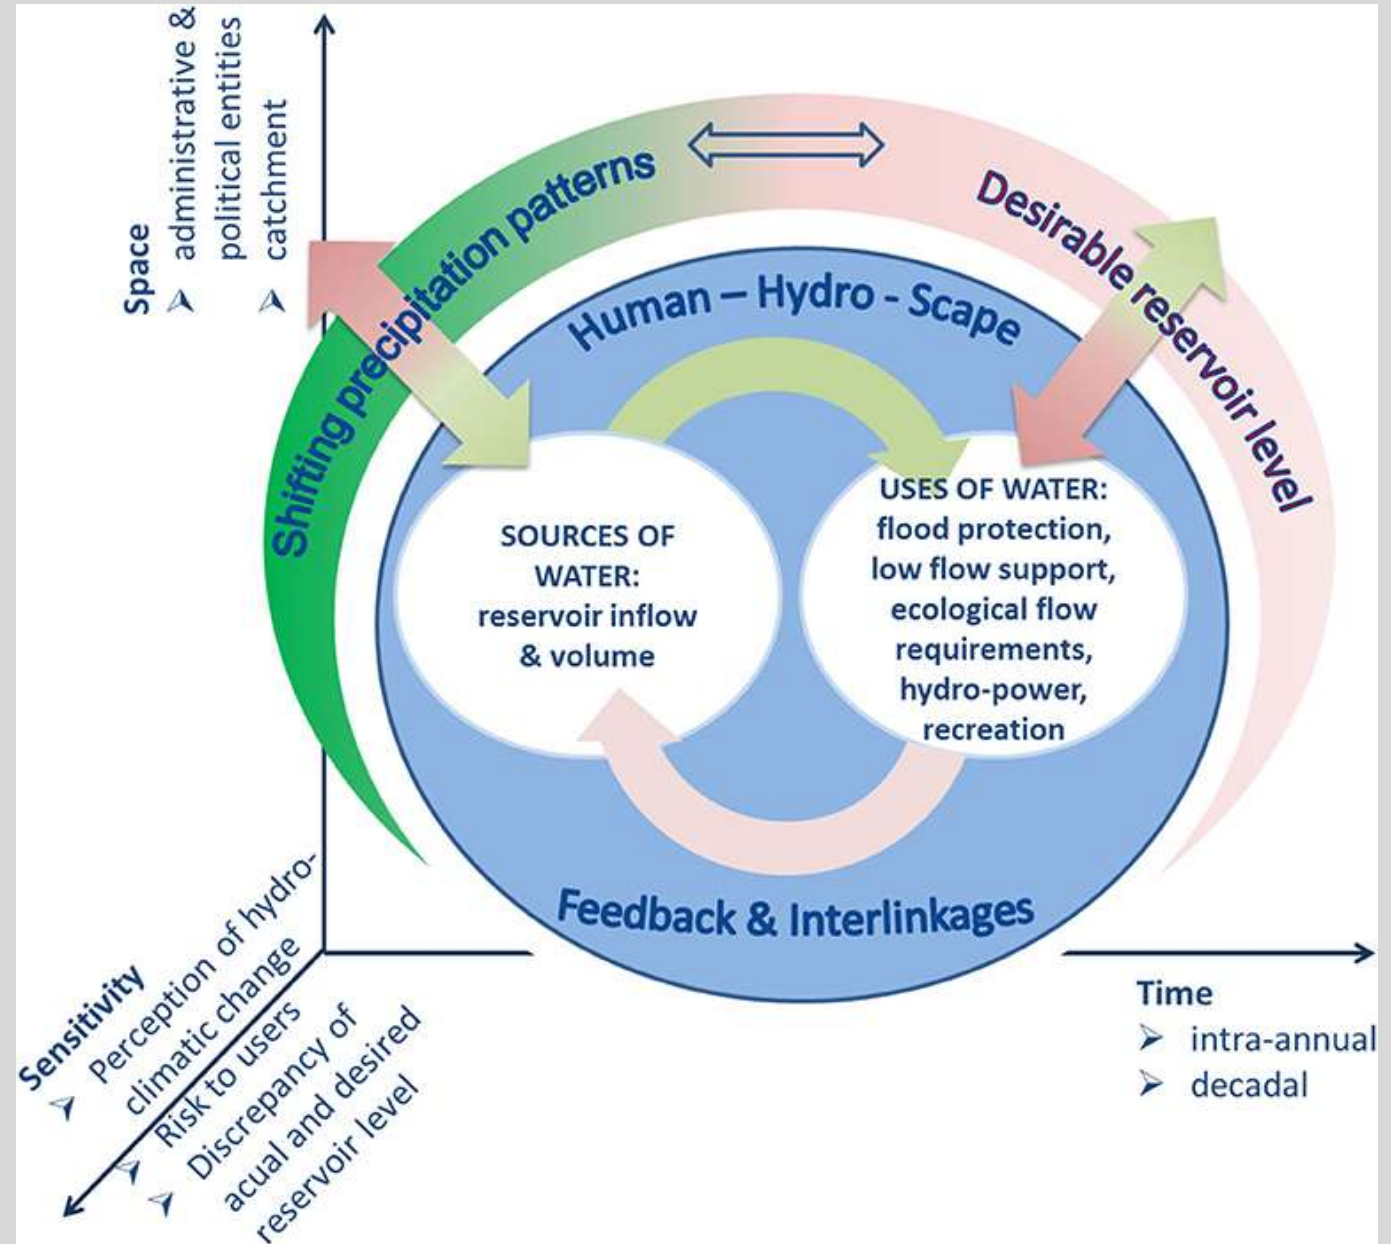 Space
➢ administrative &
political entities
➢ catchment
Shifting precipitation patterns
Desirable reservoir level
Human – Hydro - Scape
SOURCES OF
WATER:
reservoir inflow
& volume
USES OF WATER:
flood protection,
low flow support,
ecological flow
requirements,
hydro-power,
recreation
Feedback & Interlinkages
Sensitivity
➢ Perception of hydro-
climatic change
➢ Risk to users
➢ Discrepancy of
acual and desired
reservoir level
Time
➢ intra-annual
➢ decadal